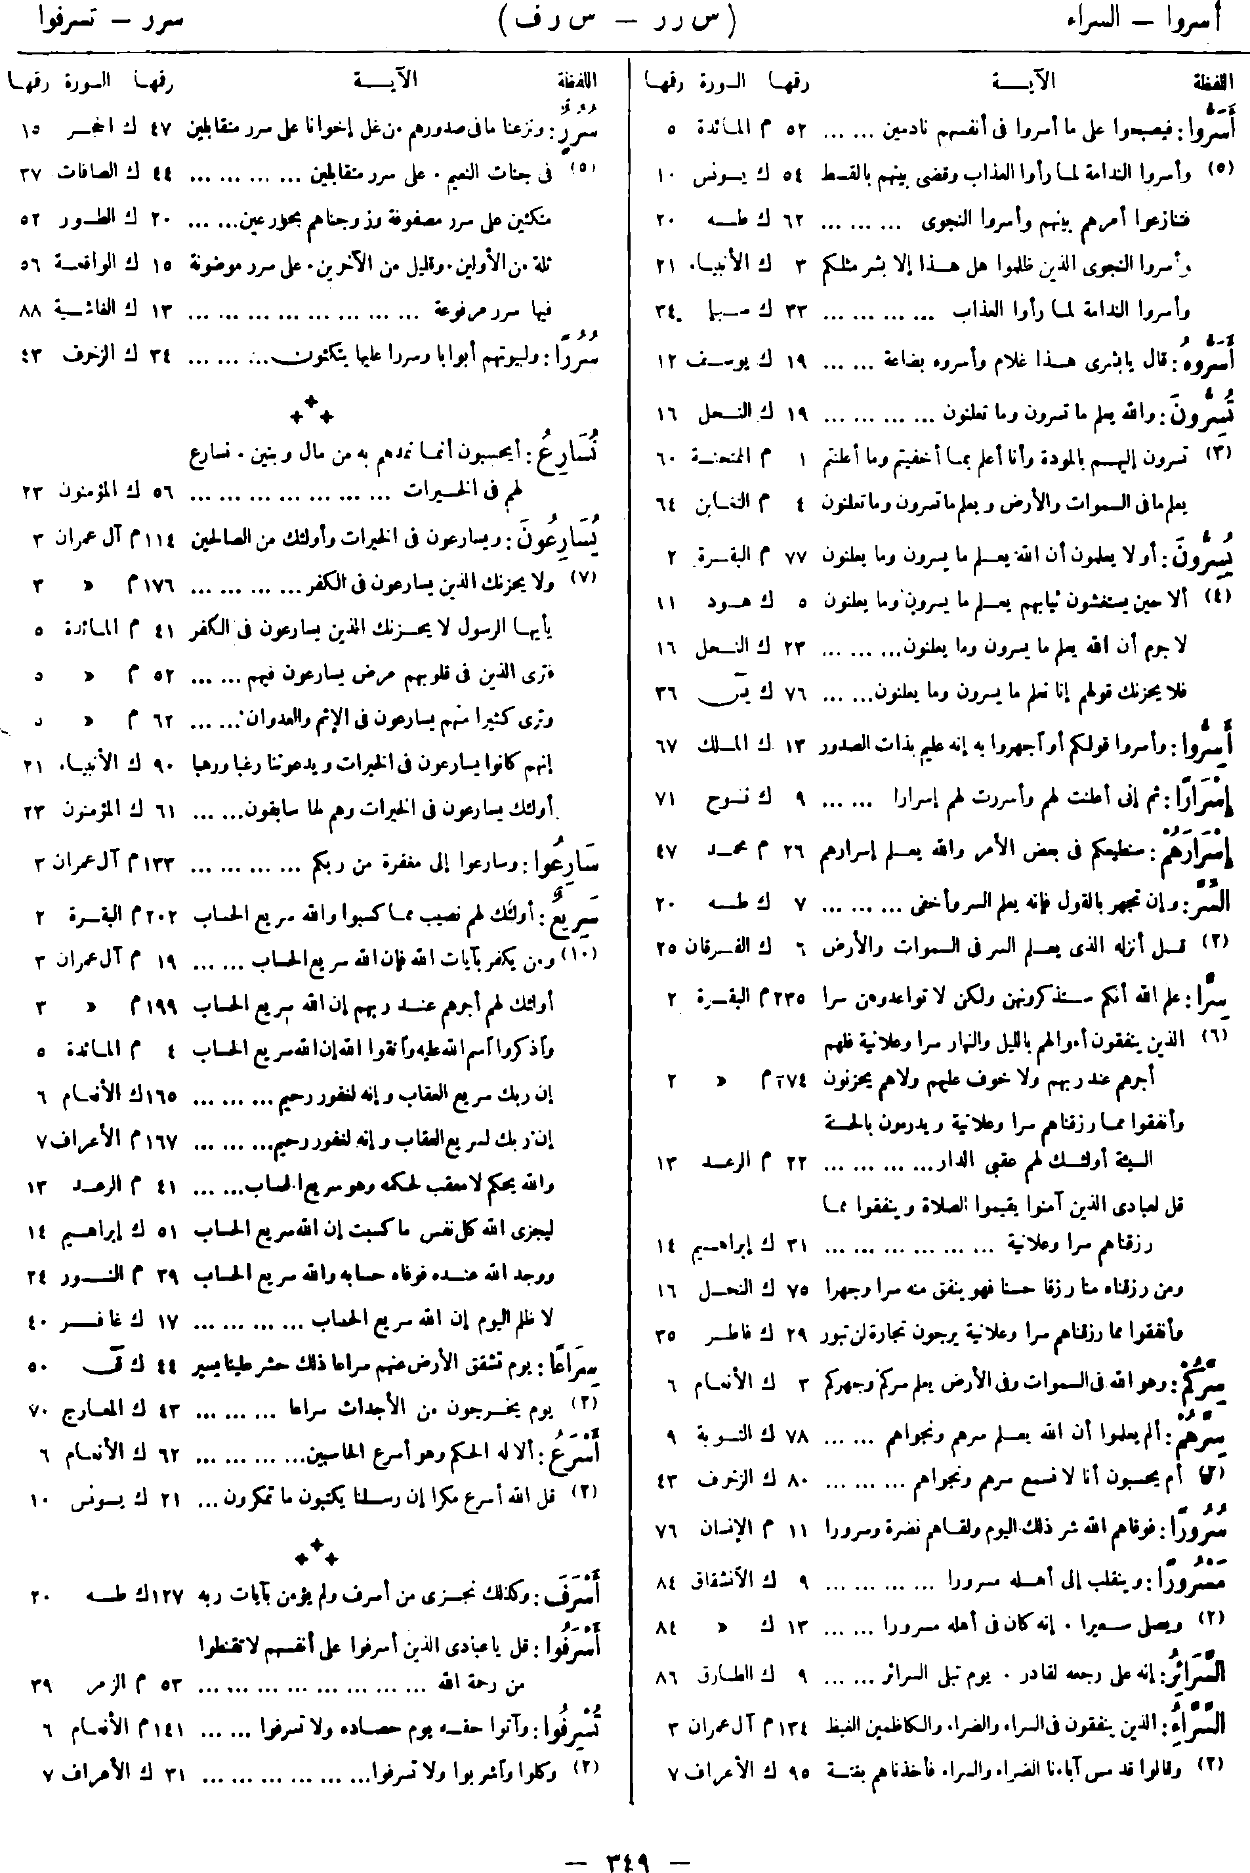 أسروا – السراء (س رر – س رف) سرر – تسرفوا
اللفظة الآيــة رقمها السورة رقمها
أَسَرُّوا: فيصبحوا على ما أسروا فى أنفسهم نادمين ... ... ٥٢ م المائدة ٥
(٥) وأسروا الندامة لما رأوا العذاب وقضى بينهم بالقسط ٥٤ ك يونس ١٠
فتنازعوا أمرهم بينهم وأسروا النجوى ... ... ... ٦٢ ك طه ٢٠
وأسروا النجوى الذين ظلموا هل هذا إلا بشر مثلكم ٣ ك الأنبياء ٢١
وأسروا الندامة لما رأوا العذاب ... ... ... ... ٣٣ ك سبإ ٣٤
أَسَرُّوهُ: قال يا بشرى هذا غلام وأسروه بضاعة ... ... ١٩ ك يوسف ١٢
تُسِرُّونَ: والله يعلم ما تسرون وما تعلنون ... ... ... ... ١٩ ك النحل ١٦
(٣) تسرون إليهم بالمودة وأنا أعلم بما أخفيتم وما أعلنتم ١ م الممتحنة ٦٠
يعلم ما فى السموات والأرض ويعلم ما تسرون وما تعلنون ٤ م التغابن ٦٤
يُسِرُّونَ: أولا يعلمون أن الله يعلم ما يسرون وما يعلنون ٧٧ م البقرة ٢
(٤) ألا حين يستغشون ثيابهم يعلم ما يسرون وما يعلنون ٥ ك هود ١١
لا جرم أن الله يعلم ما يسرون وما يعلنون... ... ... ٢٣ ك النحل ١٦
فلا يحزنك قولهم إنا نعلم ما يسرون وما يعلنون... ... ٧٦ ك يسٓ ٣٦
أَسِرُّوا: وأسروا قولكم أو آجهروا به إنه عليم بذات الصدور ١٣ ك الملك ٦٧
إِسْرَارًا: ثم إنى أعلنت لهم وأسررت لهم إسرارا ... ... ٩ ك نوح ٧١
إِسْرَارَهُمْ: سنطيعكم فى بعض الأمر والله يعلم إسرارهم ٢٦ م محمد ٤٧
السِّرَّ: وإن تجهر بالقول فإنه يعلم السر وأخفى ... ... ... ٧ ك طه ٢٠
(٢) قل أنزله الذى يعلم السر فى السموات والأرض ٦ ك الفرقان ٢٥
سِرًّا: علم الله أنكم ستذكرونهن ولكن لا تواعدوهن سرا ٢٣٥ م البقرة ٢
(٦) الذين ينفقون أموالهم بالليل والنهار سرا وعلانية فلهم
أجرهم عند ربهم ولا خوف عليهم ولاهم يحزنون ٢٧٤ م » ٢
وأنفقوا مما رزقناهم سرا وعلانية ويدرءون بالحسنة
السيئة أولئك لهم عقبى الدار... ... ... ... ٢٢ م الرعد ١٣
قل لعبادى الذين آمنوا يقيموا الصلاة وينفقوا مما
رزقناهم سرا وعلانية ... ... ... ... ... ... ٣١ ك إبراهيم ١٤
ومن رزقناه منا رزقا حسنا فهو ينفق منه سرا وجهرا ٧٥ ك النحل ١٦
وأنفقوا مما رزقناهم سرا وعلانية يرجون تجارة لن تبور ٢٩ ك فاطر ٣٥
سِرَّكُمْ: وهو الله فى السموات وفى الأرض يعلم سركم وجهركم ٣ ك الأنعام ٦
سِرَّهُمْ: ألم يعلموا أن الله يعلم سرهم ونجواهم ... ... ٧٨ ك التوبة ٩
(٢) أم يحسبون أنا لا نسمع سرهم ونجواهم ... ... ... ٨٠ ك الزخرف ٤٣
سُرُورًا: فوقاهم الله شر ذلك اليوم ولقاهم نضرة وسرورا ١١ م الإنسان ٧٦
مَسْرُورًا: وينقلب إلى أهله مسرورا ... ... ... ... ٩ ك الآنشقاق ٨٤
(٢) ويصلى سعيرا . إنه كان فى أهله مسرورا ... ... ١٣ ك » ٨٤
السَّرَائِرُ: إنه على رجعه لقادر . يوم تبلى السرائر ... ... ٩ ك الطارق ٨٦
السَّرَّاءِ: الذين ينفقون فى السراء والضراء والكاظمين الغيظ ١٣٤ م آل عمران ٣
(٢) وقالوا قد مس آباءنا الضراء والسراء فأخذناهم بغتة ٩٥ ك الأعراف ٧
اللفظة الآيــة رقمها السورة رقمها
سُرُرٍ: ونزعنا ما فى صدورهم من غل إخوانا على سرر متقابلين ٤٧ ك الحجر ١٥
(٥) فى جنات النعيم . على سرر متقابلين ... ... ... ... ٤٤ ك الصافات ٣٧
متكئين على سرر مصفوفة وزوجناهم بحور عين... ... ٢٠ ك الطور ٥٢
ثلة من الأولين . وقليل من الآخرين . على سرر موضونة ١٥ ك الواقعة ٥٦
فيها سرر مرفوعة ... ... ... ... ... ... ... ... ١٣ ك الغاشية ٨٨
سُرُرًا: ولبيوتهم أبوابا وسررا عليها يتكئون... ... ... ٣٤ ك الزخرف ٤٣
نُسَارِعُ: أيحسبون أنما نمدهم به من مال وبنين . نسارع
لهم فى الخيرات ... ... ... ... ... ... ... ٥٦ ك المؤمنون ٢٣
يُسَارِعُونَ: ويسارعون فى الخيرات وأولئك من الصالحين ١١٤ م آل عمران ٣
(٧) ولا يحزنك الذين يسارعون فى الكفر ... ... ... ... ١٧٦ م » ٣
يأيها الرسول لا يحزنك الذين يسارعون فى الكفر ٤١ م المائدة ٥
فترى الذين فى قلوبهم مرض يسارعون فيهم ... ... ٥٢ م » ٥
وترى كثيرا منهم يسارعون فى الإثم والعدوان ... ... ٦٢ م » ٥
إنهم كانوا يسارعون فى الخيرات ويدعوننا رغبا ورهبا ٩٠ ك الأنبياء ٢١
أولئك يسارعون فى الخيرات وهم لها سابقون... ... ٦١ ك المؤمنون ٢٣
سَارِعُوا: وسارعوا إلى مغفرة من ربكم ... ... ... ... ١٣٣ م آل عمران ٣
سَرِيعُ: أولئك لهم نصيب مما كسبوا والله سريع الحساب ٢٠٢ م البقرة ٢
(١٠) ومن يكفر بآيات الله فإن الله سريع الحساب ... ... ١٩ م آل عمران ٣
أولئك لهم أجرهم عند ربهم إن الله سريع الحساب ١٩٩ م » ٣
وآذكروا آسم الله عليه وآتقوا الله إن الله سريع الحساب ٤ م المائدة ٥
إن ربك سريع العقاب وإنه لغفور رحيم ... ... ... ١٦٥ ك الأنعام ٦
إن ربك لسريع العقاب وإنه لغفور رحيم... ... ... ١٦٧ م الأعراف ٧
والله يحكم لا معقب لحكمه وهو سريع الحساب... ... ٤١ م الرعد ١٣
ليجزى الله كل نفس ما كسبت إن الله سريع الحساب ٥١ ك إبراهيم ١٤
ووجد الله عنده فوفاه حسابه والله سريع الحساب ٣٩ م النور ٢٤
لا ظلم اليوم إن الله سريع الحساب ... ... ... ... ١٧ ك غافر ٤٠
سِرَاعًا: يوم تشقق الأرض عنهم سراعا ذلك حشر علينا يسير ٤٤ ك قٓ ٥٠
(٢) يوم يخرجون من الأجداث سراعا ... ... ... ٤٣ ك المعارج ٧٠
أَسْرَعُ: ألا له الحكم وهو أسرع الحاسبين... ... ... ... ٦٢ ك الأنعام ٦
(٢) قل الله أسرع مكرا إن رسلنا يكتبون ما تمكرون ... ٢١ ك يونس ١٠
أَسْرَفَ: وكذلك نجزى من أسرف ولم يؤمن بآيات ربه ١٢٧ ك طه ٢٠
أَسْرَفُوا: قل يا عبادى الذين أسرفوا على أنفسهم لا تقنطوا
من رحمة الله ... ... ... ... ... ... ... ... ٥٣ م الزمر ٣٩
تُسْرِفُوا: وآتوا حقه يوم حصاده ولا تسرفوا ... ... ١٤١ م الأنعام ٦
(٢) وكلوا وآشربوا ولا تسرفوا... ... ... ... ... ... ٣١ ك الأعراف ٧
– ٣٤٩ –